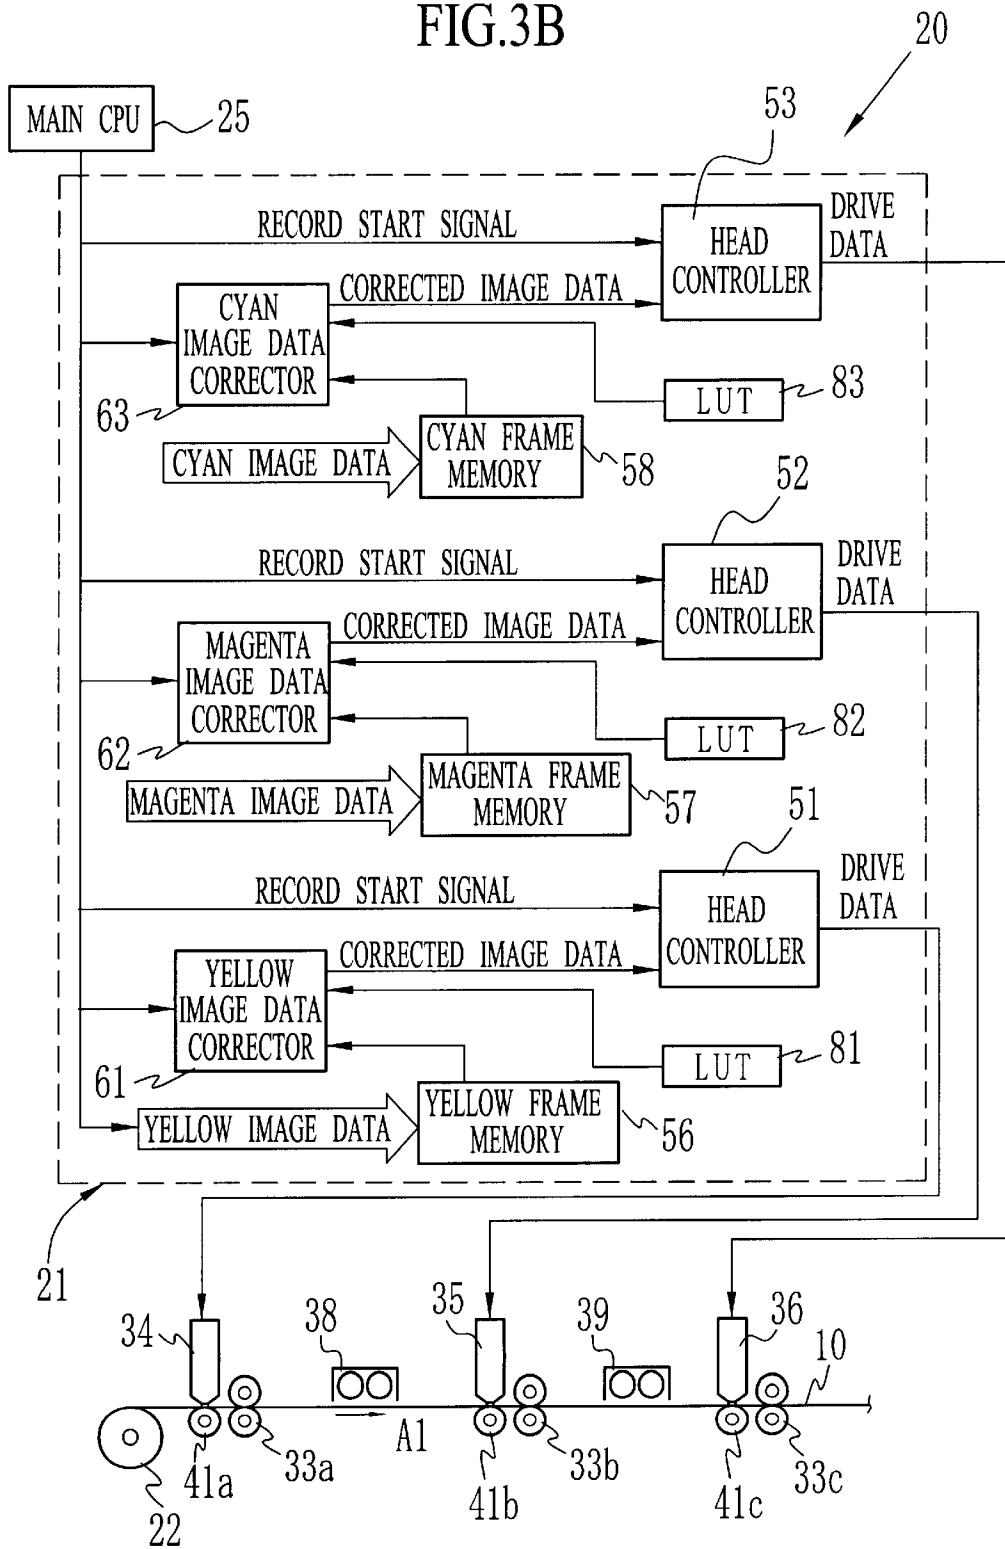 FIG.3B
20
MAIN CPU
25
53
RECORD START SIGNAL
HEAD
CONTROLLER
DRIVE
DATA
CORRECTED IMAGE DATA
CYAN
IMAGE DATA
CORRECTOR
63
LUT
83
CYAN IMAGE DATA
CYAN FRAME
MEMORY
58
52
RECORD START SIGNAL
HEAD
CONTROLLER
DRIVE
DATA
CORRECTED IMAGE DATA
MAGENTA
IMAGE DATA
CORRECTOR
62
LUT
82
MAGENTA IMAGE DATA
MAGENTA FRAME
MEMORY
57
51
RECORD START SIGNAL
HEAD
CONTROLLER
DRIVE
DATA
CORRECTED IMAGE DATA
YELLOW
IMAGE DATA
CORRECTOR
61
LUT
81
YELLOW IMAGE DATA
YELLOW FRAME
MEMORY
56
21
34
38
35
39
36
10
A1
22
41a
33a
41b
33b
41c
33c